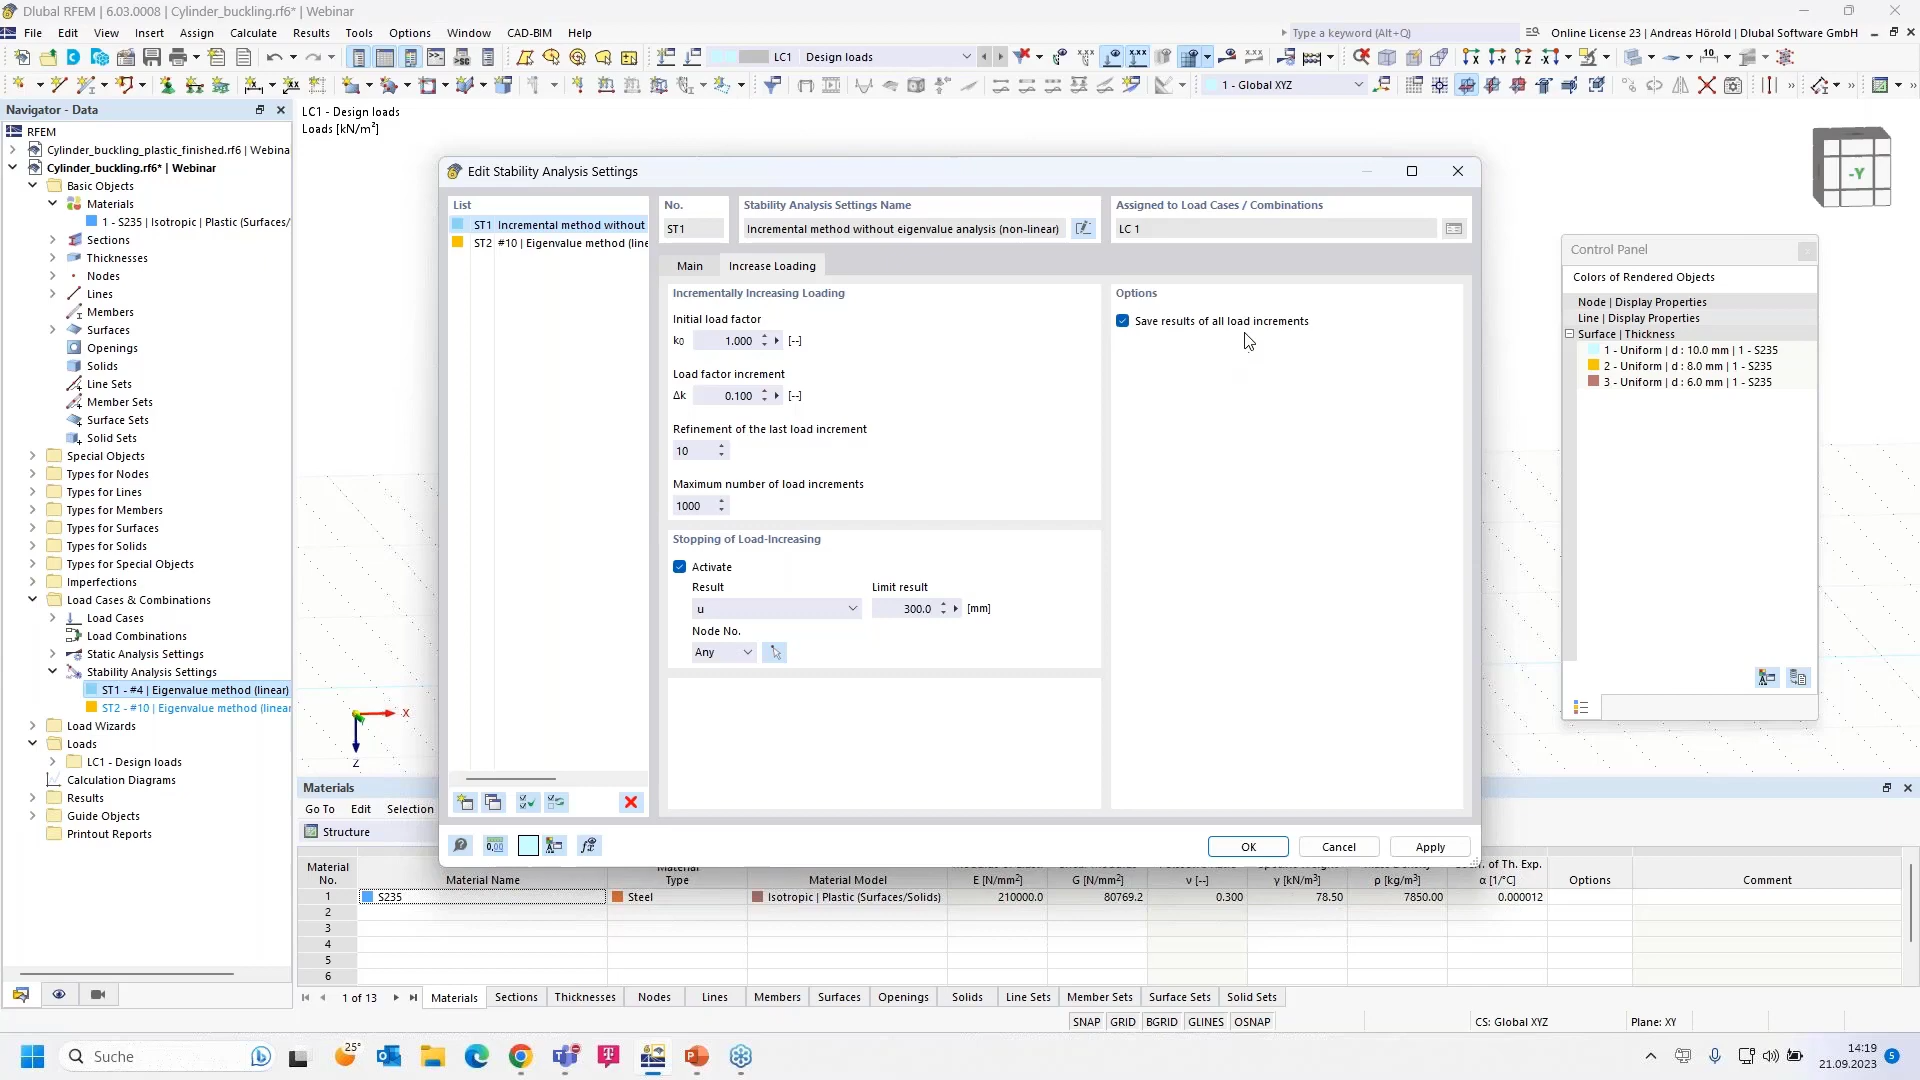 Dlubal RFEM | 6.03.0008 | Cylinder_buckling.rf6* | Webinar
File Edit View Insert Assign Calculate Results Tools Options Window CAD-BIM Help
Type a keyword (Alt+Q)
Online License 23 | Andreas Hörold | Dlubal Software GmbH
LC1 Design loads
1 - Global XYZ
Navigator - Data
RFEM
Cylinder_buckling_plastic_finished.rf6 | Webina
Cylinder_buckling.rf6* | Webinar
Basic Objects
Materials
1 - S235 | Isotropic | Plastic (Surfaces/
Sections
Thicknesses
Nodes
Lines
Members
Surfaces
Openings
Solids
Line Sets
Member Sets
Surface Sets
Solid Sets
Special Objects
Types for Nodes
Types for Lines
Types for Members
Types for Surfaces
Types for Solids
Types for Special Objects
Imperfections
Load Cases & Combinations
Load Cases
Load Combinations
Static Analysis Settings
Stability Analysis Settings
ST1 - #4 | Eigenvalue method (linear)
ST2 - #10 | Eigenvalue method (linear
Load Wizards
Loads
LC1 - Design loads
Calculation Diagrams
Results
Guide Objects
Printout Reports
LC1 - Design loads
Loads [kN/m²]
-Y
X
Z
Edit Stability Analysis Settings
List
ST1 Incremental method without
ST2 #10 | Eigenvalue method (line
No.
ST1
Stability Analysis Settings Name
Incremental method without eigenvalue analysis (non-linear)
Assigned to Load Cases / Combinations
LC 1
Main Increase Loading
Incrementally Increasing Loading
Initial load factor
k0 1.000 [--]
Load factor increment
Δk 0.100 [--]
Refinement of the last load increment
10
Maximum number of load increments
1000
Stopping of Load-Increasing
Activate
Result Limit result
u 300.0 [mm]
Node No.
Any
Options
Save results of all load increments
OK Cancel Apply
Control Panel
Colors of Rendered Objects
Node | Display Properties
Line | Display Properties
Surface | Thickness
1 - Uniform | d : 10.0 mm | 1 - S235
2 - Uniform | d : 8.0 mm | 1 - S235
3 - Uniform | d : 6.0 mm | 1 - S235
Materials
Go To Edit Selection
Structure
Material No. Material Name Type Material Model E [N/mm²] G [N/mm²] ν [--] γ [kN/m³] ρ [kg/m³] of Th. Exp. α [1/°C] Options Comment
1 S235 Steel Isotropic | Plastic (Surfaces/Solids) 210000.0 80769.2 0.300 78.50 7850.00 0.000012
2
3
4
5
6
1 of 13 Materials Sections Thicknesses Nodes Lines Members Surfaces Openings Solids Line Sets Member Sets Surface Sets Solid Sets
SNAP GRID BGRID GLINES OSNAP CS: Global XYZ Plane: XY
Suche
25°
14:19
21.09.2023
5